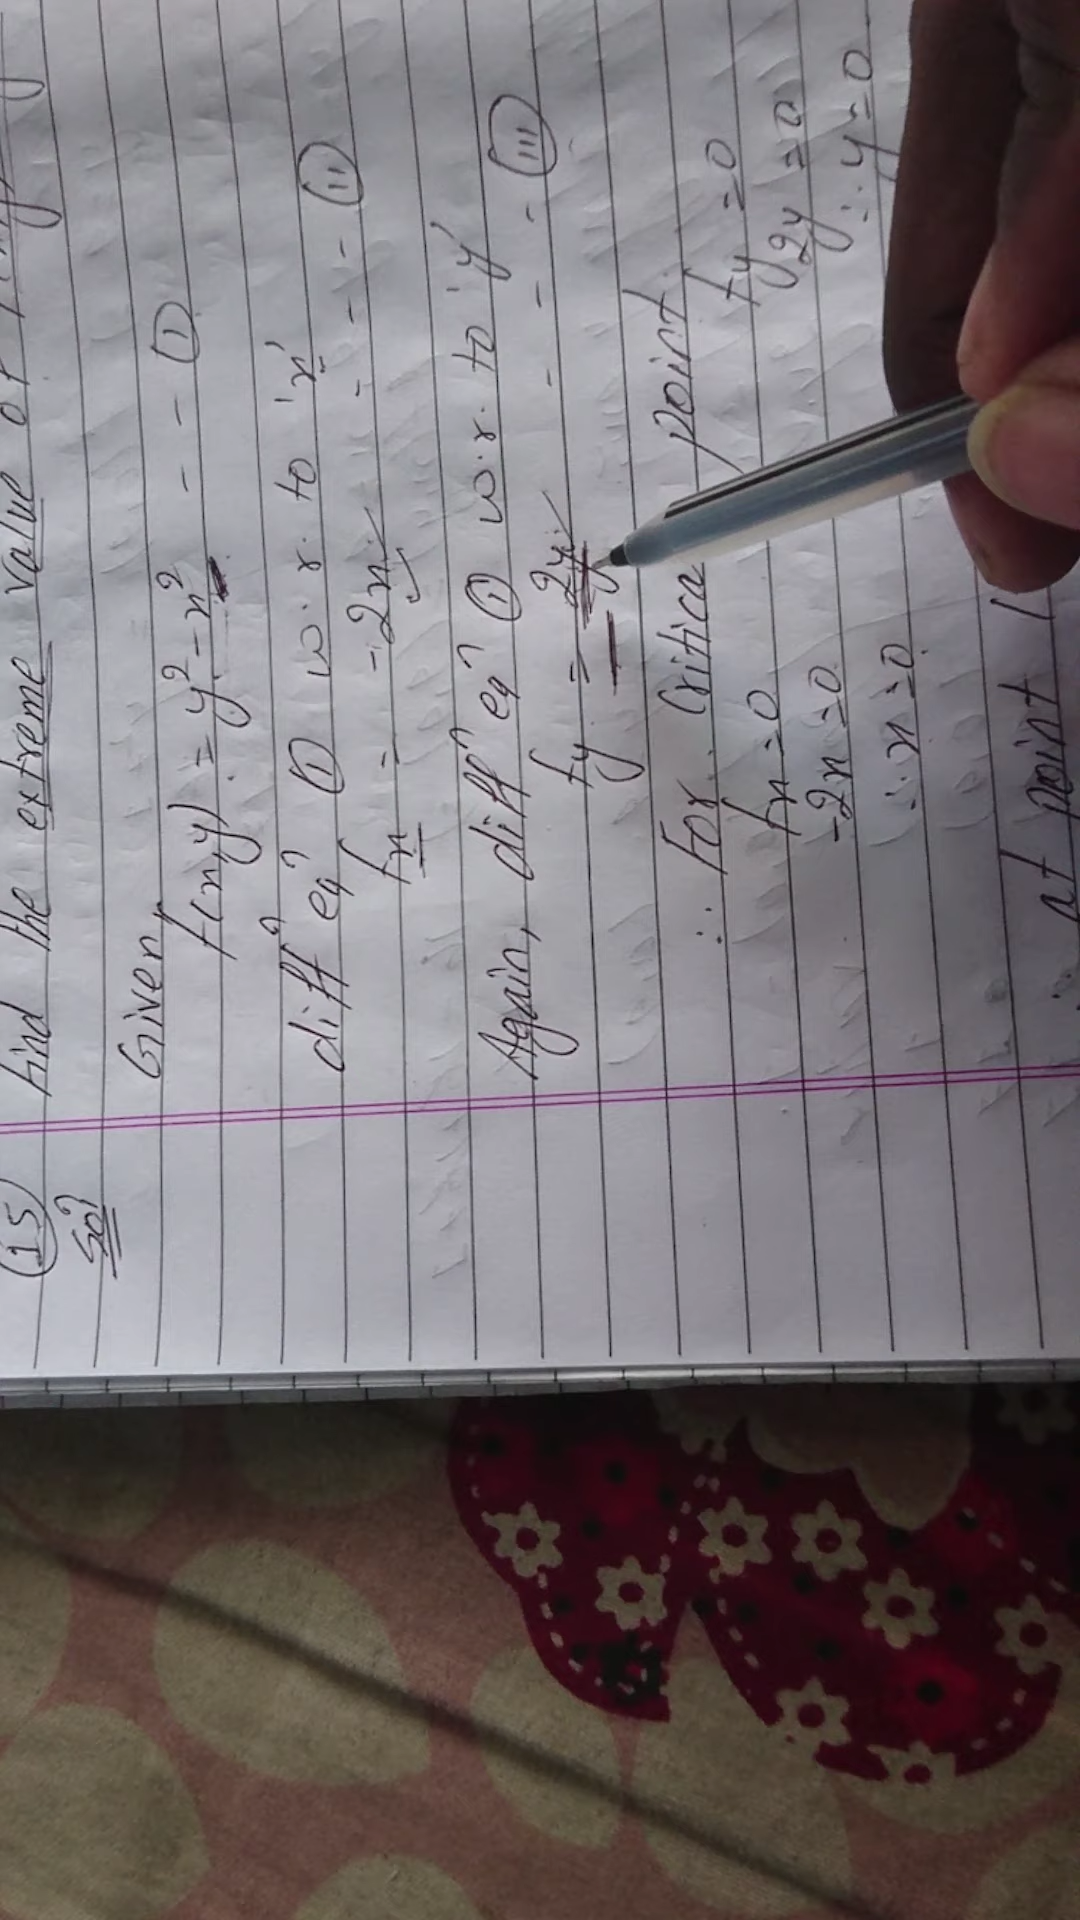 (15) Find the extreme value of
Soln
Given,
f(x,y) = y² - x² - - - (i)
diffn eqn (i) w.r. to 'x'
fx = -2x - - - - (ii)
Again, diffn eqn (i) w.r. to 'y'
fy = 2y - - - (iii)
∴ For critical point
fx = 0 fy = 0
-2x = 0 2y = 0
∴ x = 0 ∴ y = 0
∴ at point